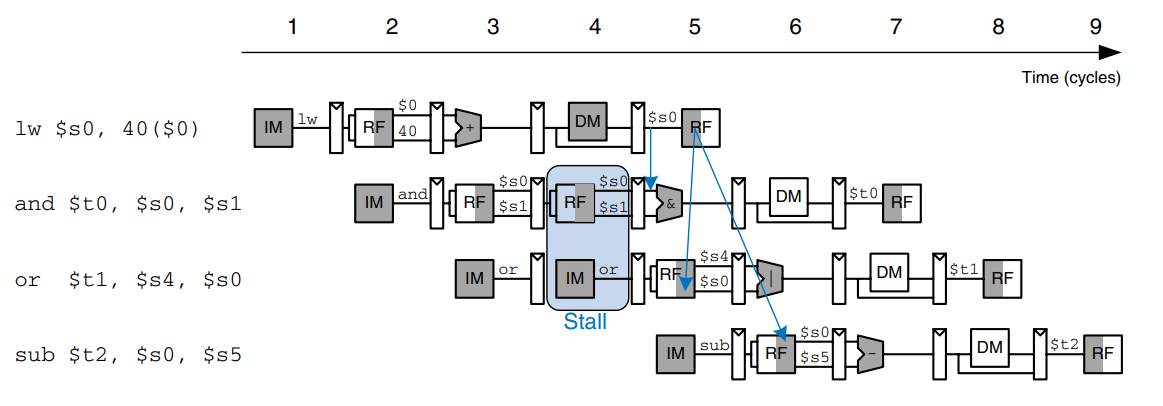 1 2 3 4 5 6 7 8 9
Time (cycles)
lw $s0, 40($0) IM lw RF $0 40 + DM $s0 RF
and $t0, $s0, $s1 IM and RF $s0 $s1 RF $s0 $s1 & DM $t0 RF
or $t1, $s4, $s0 IM or IM or RF $s4 $s0 | DM $t1 RF
Stall
sub $t2, $s0, $s5 IM sub RF $s0 $s5 - DM $t2 RF